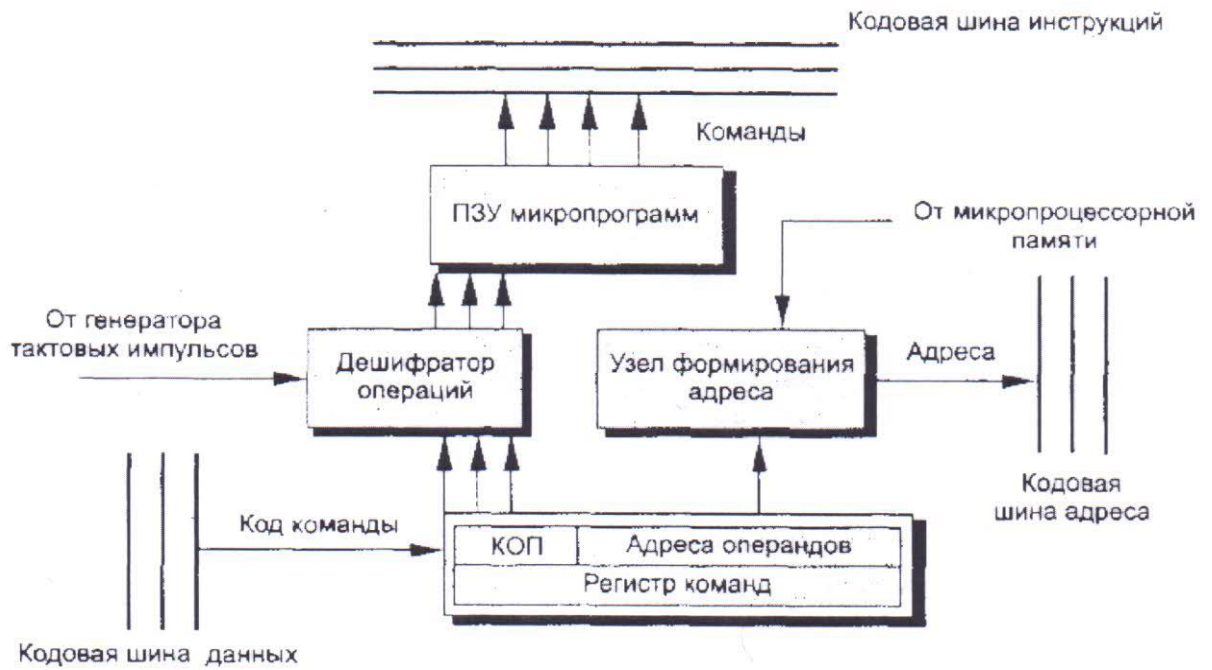 Кодовая шина инструкций
Команды
ПЗУ микропрограмм
От микропроцессорной
памяти
От генератора
тактовых импульсов
Дешифратор
операций
Узел формирования
адреса
Адреса
Кодовая
шина адреса
Код команды
КОП
Адреса операндов
Регистр команд
Кодовая шина данных